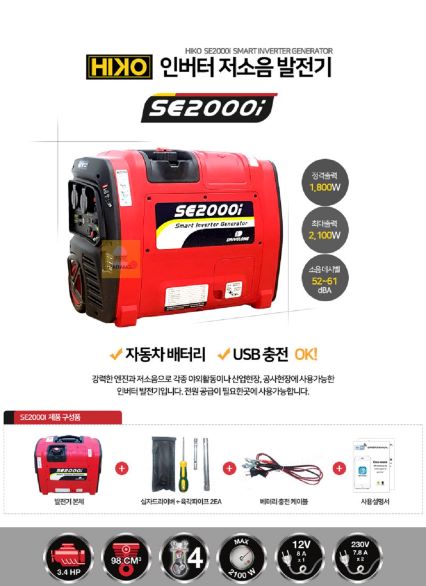 HIKO SE2000i SMART INVERTER GENERATOR
HIKO 인버터 저소음 발전기
SE2000i
정격출력
1,800W
최대출력
2,100W
소음데시벨
52~61
dBA
SE2000i
Smart Inverter Generator
자동차 배터리 USB 충전 OK!
강력한 엔진과 저소음으로 각종 야외활동이나 산업현장, 공사현장에 사용가능한
인버터 발전기입니다. 전원 공급이 필요한곳에 사용가능합니다.
SE2000i 제품 구성품
SE2000i
발전기 본체
십자드라이버 + 육각파이프 2EA
배터리 충전 케이블
사용설명서
3.4 HP
98 CM³
4
MAX
2100 W
12V
8 A
x 1
230V
7.8 A
x 2